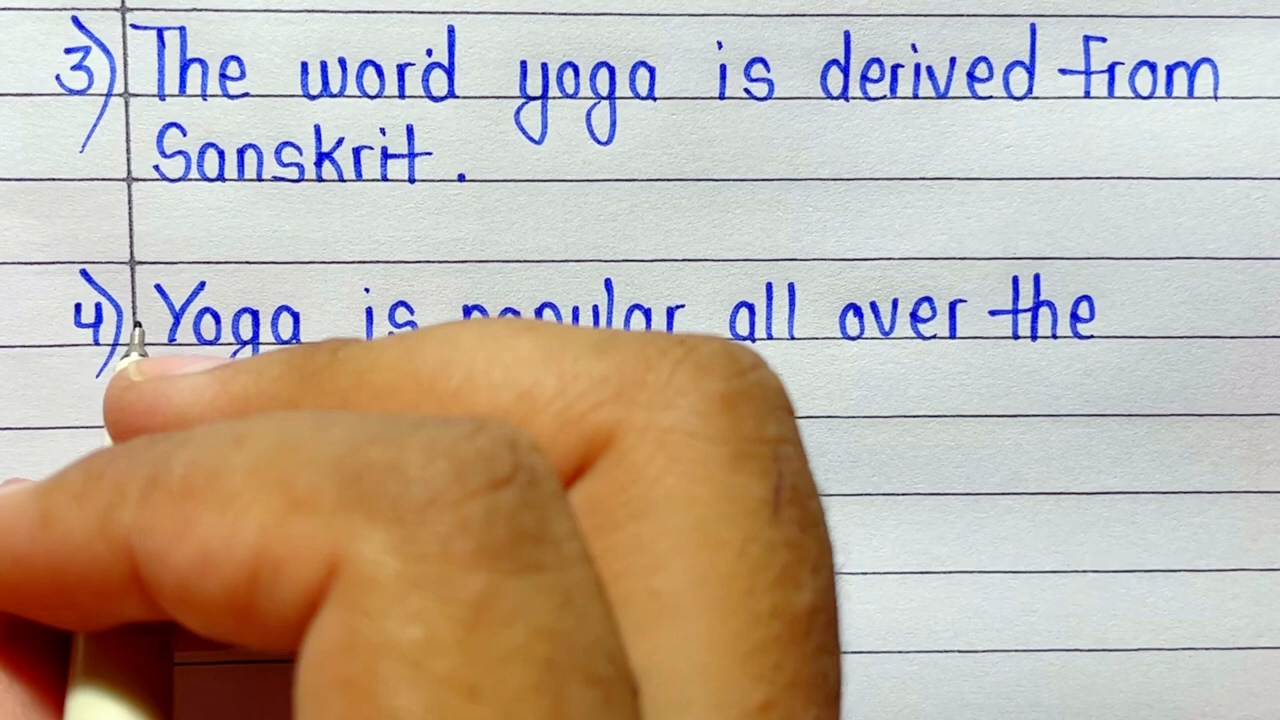 3) The word yoga is derived from
Sanskrit.
4) Yoga is popular all over the